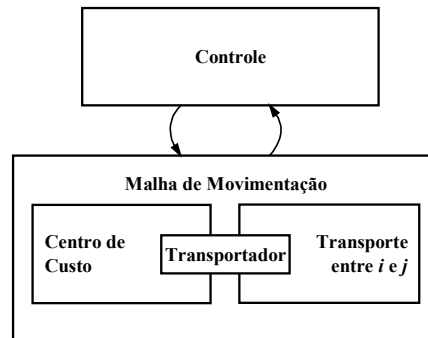 Controle
Malha de Movimentação
Centro de
Custo
Transportador
Transporte
entre i e j